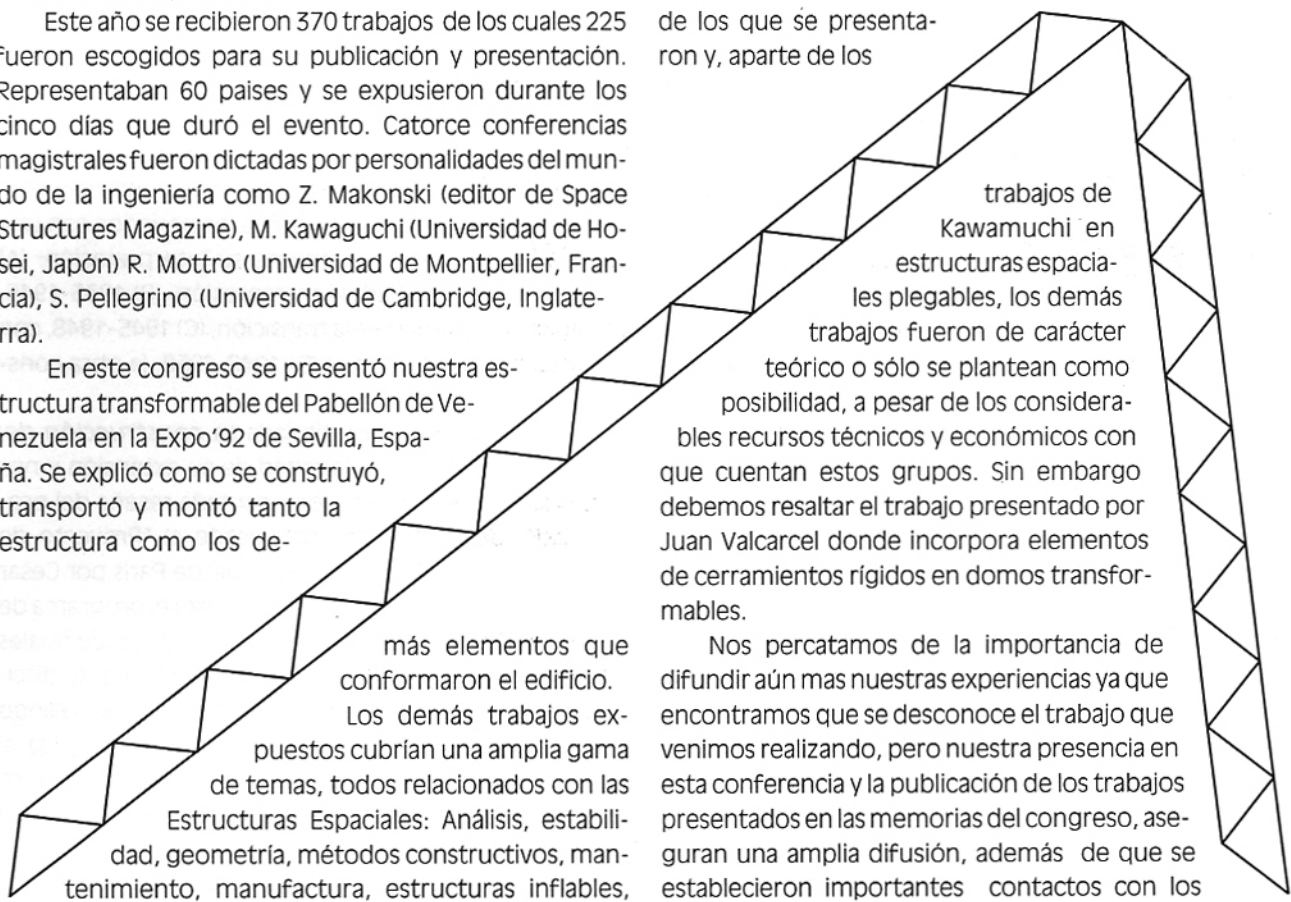 Este año se recibieron 370 trabajos de los cuales 225
fueron escogidos para su publicación y presentación.
Representaban 60 paises y se expusieron durante los
cinco días que duró el evento. Catorce conferencias
magistrales fueron dictadas por personalidades del mun-
do de la ingeniería como Z. Makonski (editor de Space
Structures Magazine), M. Kawaguchi (Universidad de Ho-
sei, Japón) R. Mottro (Universidad de Montpellier, Fran-
cia), S. Pellegrino (Universidad de Cambridge, Inglate-
rra).
En este congreso se presentó nuestra es-
tructura transformable del Pabellón de Ve-
nezuela en la Expo'92 de Sevilla, Espa-
ña. Se explicó como se construyó,
transportó y montó tanto la
estructura como los de-
más elementos que
conformaron el edificio.
Los demás trabajos ex-
puestos cubrían una amplia gama
de temas, todos relacionados con las
Estructuras Espaciales: Análisis, estabili-
dad, geometría, métodos constructivos, man-
tenimiento, manufactura, estructuras inflables,
de los que se presenta-
ron y, aparte de los
trabajos de
Kawamuchi en
estructuras espacia-
les plegables, los demás
trabajos fueron de carácter
teórico o sólo se plantean como
posibilidad, a pesar de los considera-
bles recursos técnicos y económicos con
que cuentan estos grupos. Sin embargo
debemos resaltar el trabajo presentado por
Juan Valcarcel donde incorpora elementos
de cerramientos rígidos en domos transfor-
mables.
Nos percatamos de la importancia de
difundir aún mas nuestras experiencias ya que
encontramos que se desconoce el trabajo que
venimos realizando, pero nuestra presencia en
esta conferencia y la publicación de los trabajos
presentados en las memorias del congreso, ase-
guran una amplia difusión, además de que se
establecieron importantes contactos con los